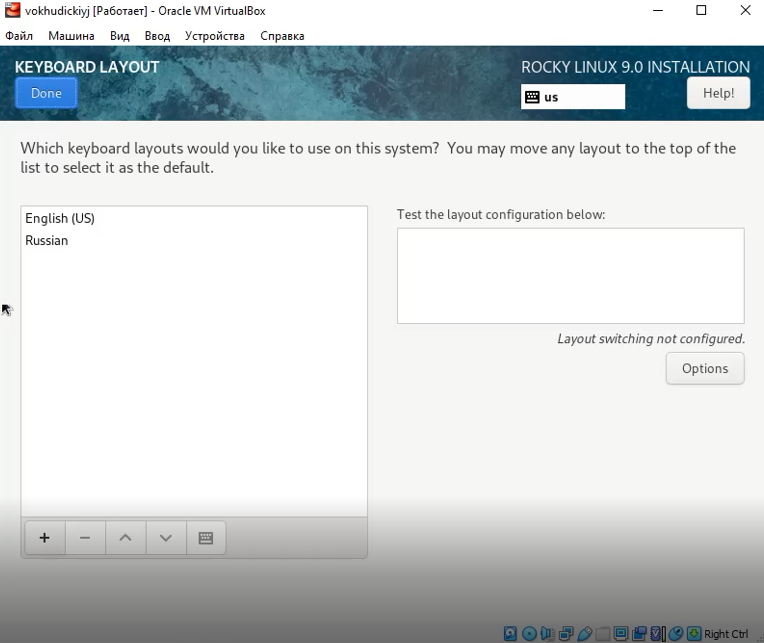 vokhudickiyj [Работает] - Oracle VM VirtualBox
Файл Машина Вид Ввод Устройства Справка
KEYBOARD LAYOUT
ROCKY LINUX 9.0 INSTALLATION
Done
us
Help!
Which keyboard layouts would you like to use on this system? You may move any layout to the top of the
list to select it as the default.
English (US)
Russian
Test the layout configuration below:
Layout switching not configured.
Options
Right Ctrl